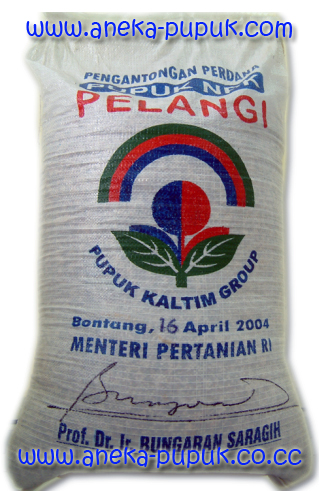 www.aneka-pupuk.com
PENGANTONGAN PERDANA
PUPUK NPK
PELANGI
PUPUK KALTIM GROUP
Bontang, 16 April 2004
MENTERI PERTANIAN RI
Prof. Dr. Ir. BUNGARAN SARAGIH
www.aneka-pupuk.co.cc